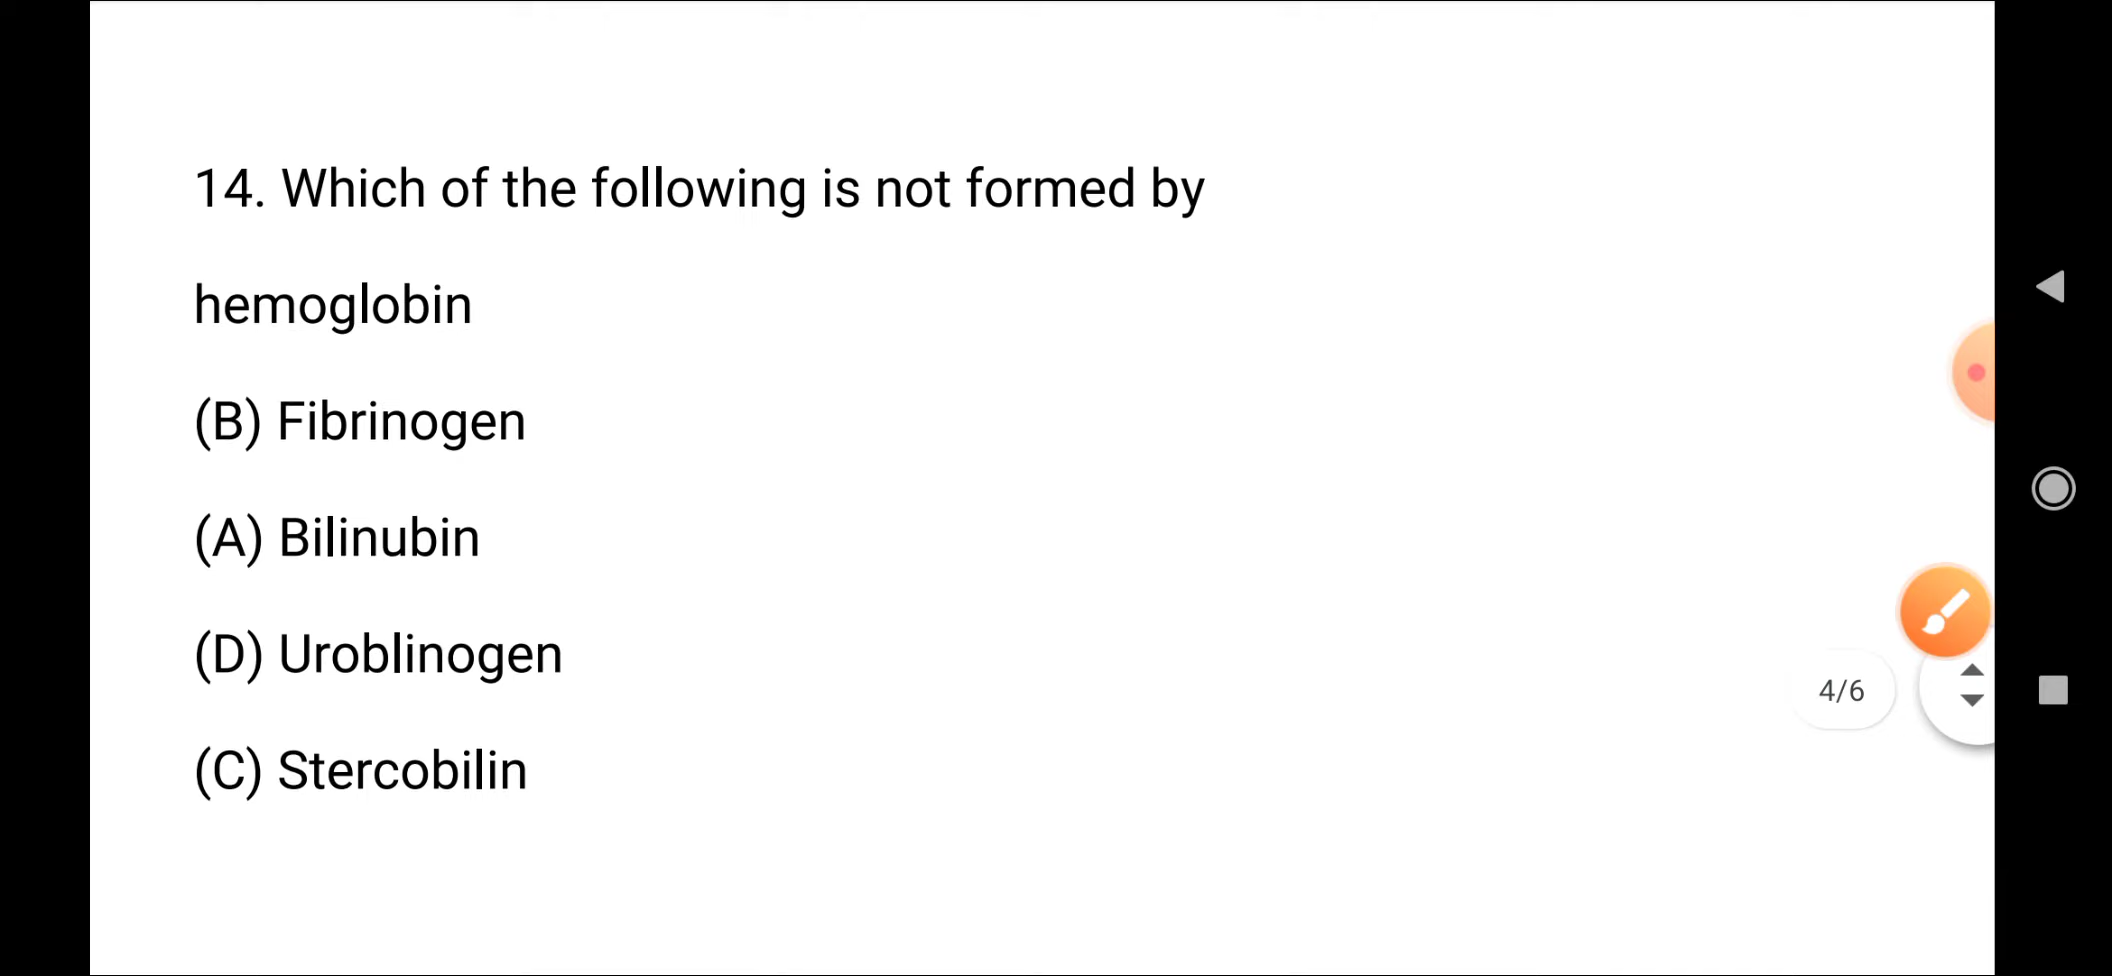 14. Which of the following is not formed by
hemoglobin
(B) Fibrinogen
(A) Bilinubin
(D) Uroblinogen
(C) Stercobilin
4/6